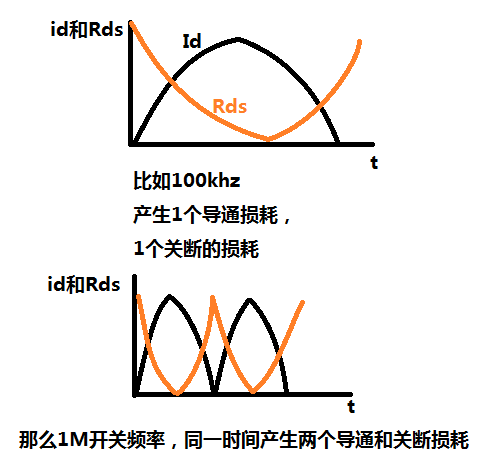 id和Rds
Id
Rds
t
比如100khz
产生1个导通损耗，
1个关断的损耗
id和Rds
t
那么1M开关频率，同一时间产生两个导通和关断损耗